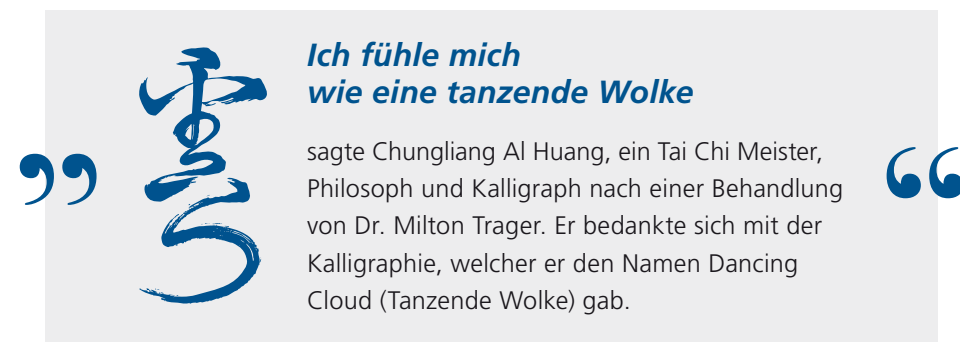 „
雲
Ich fühle mich
wie eine tanzende Wolke
sagte Chungliang Al Huang, ein Tai Chi Meister,
Philosoph und Kalligraph nach einer Behandlung
von Dr. Milton Trager. Er bedankte sich mit der
Kalligraphie, welcher er den Namen Dancing
Cloud (Tanzende Wolke) gab.
“